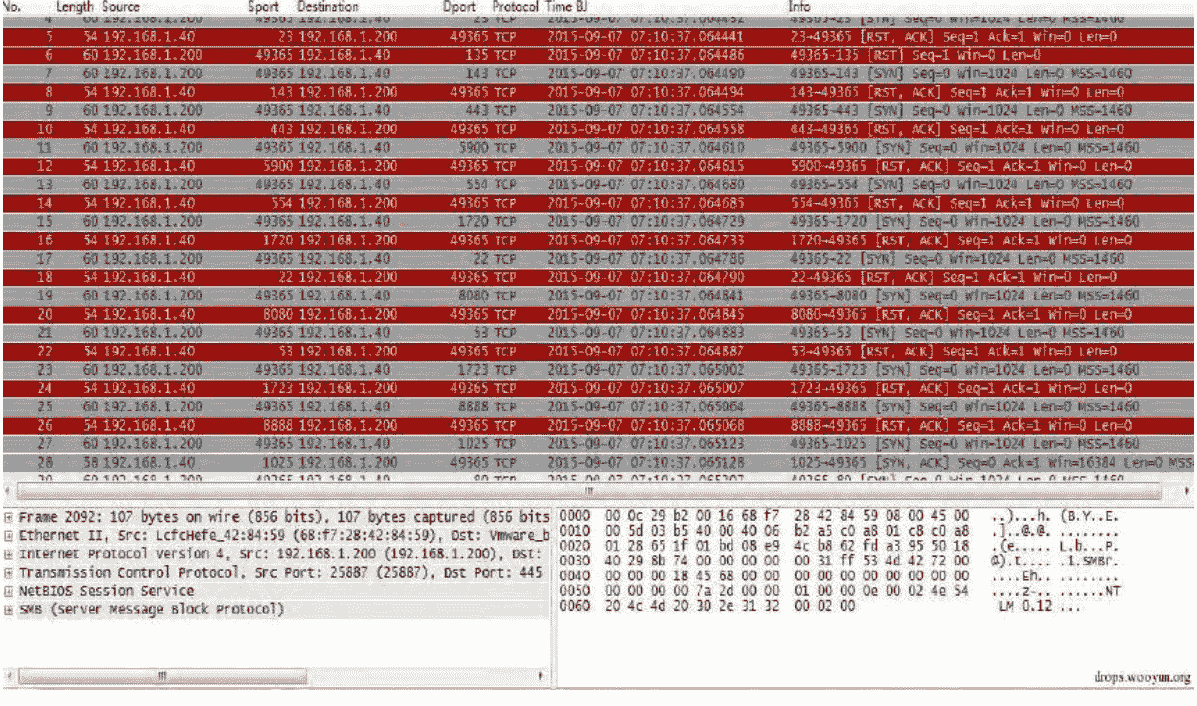 No. Length Source Sport Destination Dport Protocol Time BJ Info
5 54 192.168.1.40 23 192.168.1.200 49365 TCP 2015-09-07 07:10:37.064441 23→49365 [RST, ACK] Seq=1 Ack=1 Win=0 Len=0
6 60 192.168.1.200 49365 192.168.1.40 135 TCP 2015-09-07 07:10:37.064486 49365→135 [RST] Seq=1 Win=0 Len=0
7 60 192.168.1.200 49365 192.168.1.40 143 TCP 2015-09-07 07:10:37.064490 49365→143 [SYN] Seq=0 Win=1024 Len=0 MSS=1460
8 54 192.168.1.40 143 192.168.1.200 49365 TCP 2015-09-07 07:10:37.064494 143→49365 [RST, ACK] Seq=1 Ack=1 Win=0 Len=0
9 60 192.168.1.200 49365 192.168.1.40 443 TCP 2015-09-07 07:10:37.064554 49365→443 [SYN] Seq=0 Win=1024 Len=0 MSS=1460
10 54 192.168.1.40 443 192.168.1.200 49365 TCP 2015-09-07 07:10:37.064558 443→49365 [RST, ACK] Seq=1 Ack=1 Win=0 Len=0
11 60 192.168.1.200 49365 192.168.1.40 5900 TCP 2015-09-07 07:10:37.064610 49365→5900 [SYN] Seq=0 Win=1024 Len=0 MSS=1460
12 54 192.168.1.40 5900 192.168.1.200 49365 TCP 2015-09-07 07:10:37.064615 5900→49365 [RST, ACK] Seq=1 Ack=1 Win=0 Len=0
13 60 192.168.1.200 49365 192.168.1.40 554 TCP 2015-09-07 07:10:37.064680 49365→554 [SYN] Seq=0 Win=1024 Len=0 MSS=1460
14 54 192.168.1.40 554 192.168.1.200 49365 TCP 2015-09-07 07:10:37.064685 554→49365 [RST, ACK] Seq=1 Ack=1 Win=0 Len=0
15 60 192.168.1.200 49365 192.168.1.40 1720 TCP 2015-09-07 07:10:37.064729 49365→1720 [SYN] Seq=0 Win=1024 Len=0 MSS=1460
16 54 192.168.1.40 1720 192.168.1.200 49365 TCP 2015-09-07 07:10:37.064733 1720→49365 [RST, ACK] Seq=1 Ack=1 Win=0 Len=0
17 60 192.168.1.200 49365 192.168.1.40 22 TCP 2015-09-07 07:10:37.064786 49365→22 [SYN] Seq=0 Win=1024 Len=0 MSS=1460
18 54 192.168.1.40 22 192.168.1.200 49365 TCP 2015-09-07 07:10:37.064790 22→49365 [RST, ACK] Seq=1 Ack=1 Win=0 Len=0
19 60 192.168.1.200 49365 192.168.1.40 8080 TCP 2015-09-07 07:10:37.064841 49365→8080 [SYN] Seq=0 Win=1024 Len=0 MSS=1460
20 54 192.168.1.40 8080 192.168.1.200 49365 TCP 2015-09-07 07:10:37.064845 8080→49365 [RST, ACK] Seq=1 Ack=1 Win=0 Len=0
21 60 192.168.1.200 49365 192.168.1.40 53 TCP 2015-09-07 07:10:37.064883 49365→53 [SYN] Seq=0 Win=1024 Len=0 MSS=1460
22 54 192.168.1.40 53 192.168.1.200 49365 TCP 2015-09-07 07:10:37.064887 53→49365 [RST, ACK] Seq=1 Ack=1 Win=0 Len=0
23 60 192.168.1.200 49365 192.168.1.40 1723 TCP 2015-09-07 07:10:37.065002 49365→1723 [SYN] Seq=0 Win=1024 Len=0 MSS=1460
24 54 192.168.1.40 1723 192.168.1.200 49365 TCP 2015-09-07 07:10:37.065007 1723→49365 [RST, ACK] Seq=1 Ack=1 Win=0 Len=0
25 60 192.168.1.200 49365 192.168.1.40 8888 TCP 2015-09-07 07:10:37.065064 49365→8888 [SYN] Seq=0 Win=1024 Len=0 MSS=1460
26 54 192.168.1.40 8888 192.168.1.200 49365 TCP 2015-09-07 07:10:37.065068 8888→49365 [RST, ACK] Seq=1 Ack=1 Win=0 Len=0
27 60 192.168.1.200 49365 192.168.1.40 1025 TCP 2015-09-07 07:10:37.065123 49365→1025 [SYN] Seq=0 Win=1024 Len=0 MSS=1460
28 58 192.168.1.40 1025 192.168.1.200 49365 TCP 2015-09-07 07:10:37.065128 1025→49365 [SYN, ACK] Seq=0 Ack=1 Win=16384 Len=0 MSS
Frame 2092: 107 bytes on wire (856 bits), 107 bytes captured (856 bits
Ethernet II, Src: LcfcHefe_42:84:59 (68:f7:28:42:84:59), Dst: Vmware_b
Internet Protocol Version 4, Src: 192.168.1.200 (192.168.1.200), Dst:
Transmission Control Protocol, Src Port: 25887 (25887), Dst Port: 445
NetBIOS Session Service
SMB (Server Message Block Protocol)
0000 00 0c 29 b2 00 16 68 f7 28 42 84 59 08 00 45 00 ..)...h. (B.Y..E.
0010 00 5d 03 b5 40 00 40 06 b2 a5 c0 a8 01 c8 c0 a8 .]..@.@. ........
0020 01 28 65 1f 01 bd 08 e9 4c b8 62 fd a3 95 50 18 .(e..... L.b...P.
0030 40 29 8b 74 00 00 00 00 00 31 ff 53 4d 42 72 00 @).t.... .1.SMBr.
0040 00 00 00 18 45 68 00 00 00 00 00 00 00 00 00 00 ....Eh.. ........
0050 00 00 00 00 7a 2d 00 00 01 00 00 0e 00 02 4e 54 ....z-.. ......NT
0060 20 4c 4d 20 30 2e 31 32 00 02 00 LM 0.12 ...
drops.wooyun.org